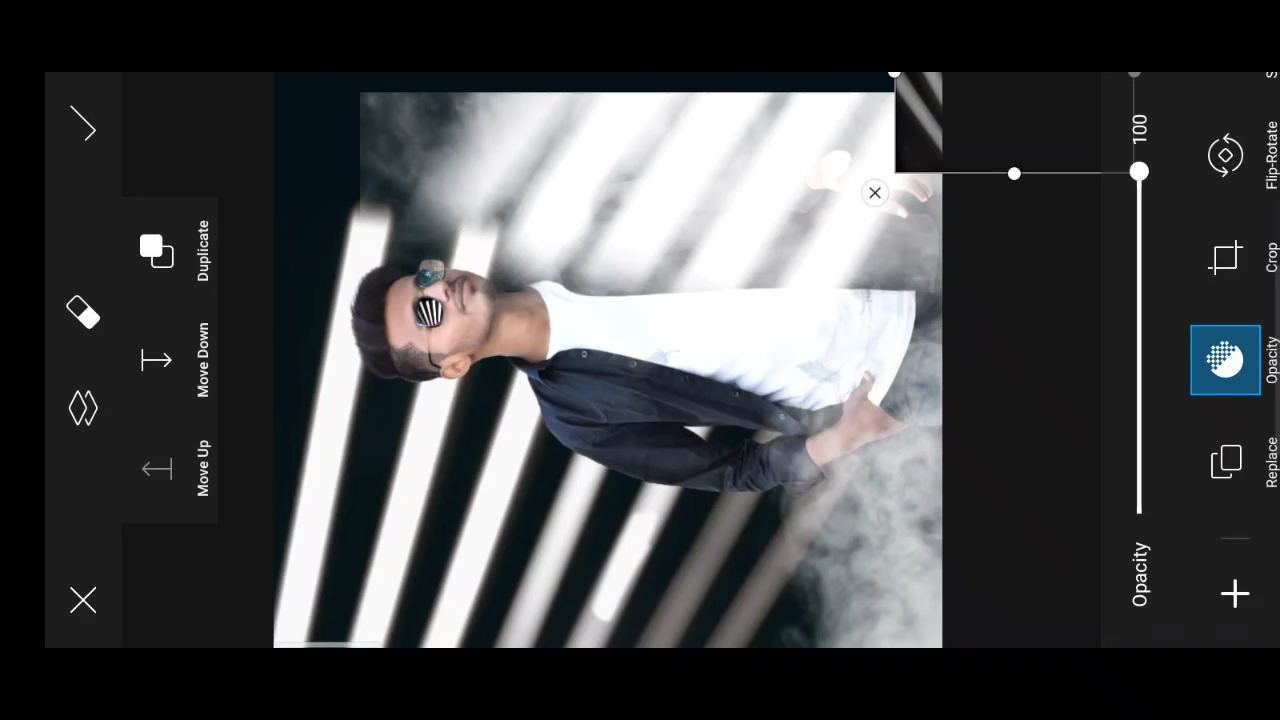 Duplicate
Move Down
Move Up
Opacity
100
Flip-Rotate
Crop
Opacity
Replace